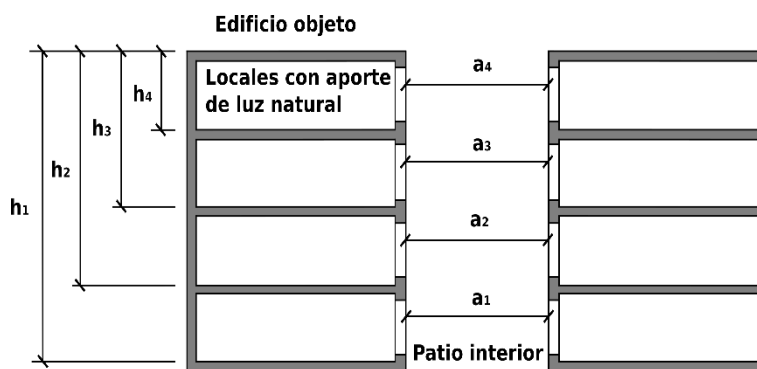 Edificio objeto
Locales con aporte
de luz natural
a4
h4
h3
a3
h2
h1
a2
a1
Patio interior